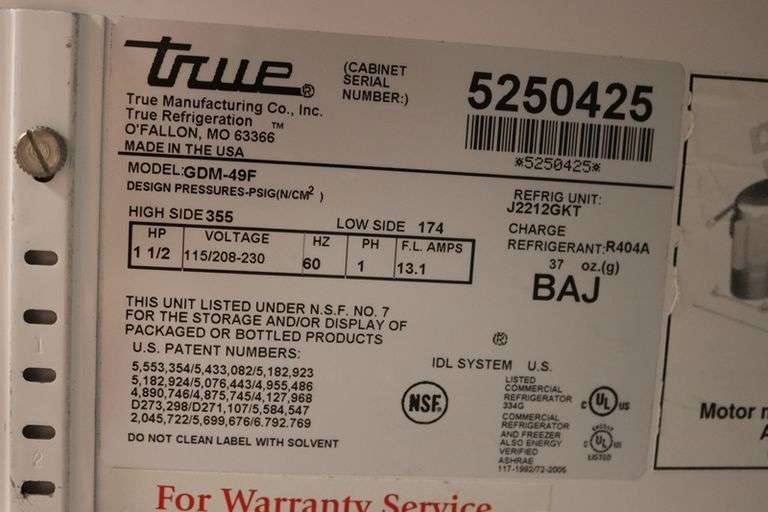 true®
(CABINET
SERIAL
NUMBER:)
5250425
*5250425*
True Manufacturing Co., Inc.
True Refrigeration ™
O'FALLON, MO 63366
MADE IN THE USA
MODEL:GDM-49F
DESIGN PRESSURES-PSIG(N/CM²)
HIGH SIDE 355 LOW SIDE 174
HP VOLTAGE HZ PH F.L. AMPS
1 1/2 115/208-230 60 1 13.1
REFRIG UNIT:
J2212GKT
CHARGE
REFRIGERANT:R404A
37 oz.(g)
BAJ
THIS UNIT LISTED UNDER N.S.F. NO. 7
FOR THE STORAGE AND/OR DISPLAY OF
PACKAGED OR BOTTLED PRODUCTS
U.S. PATENT NUMBERS:
5,553,354/5,433,082/5,182,923
5,182,924/5,076,443/4,955,486
4,890,746/4,875,745/4,127,968
D273,298/D271,107/5,584,547
2,045,722/5,699,676/6.792.769
DO NOT CLEAN LABEL WITH SOLVENT
NSF.
®
IDL SYSTEM U.S.
LISTED
COMMERCIAL
REFRIGERATOR
334G
COMMERCIAL
REFRIGERATOR
AND FREEZER
ALSO ENERGY
VERIFIED
ASHRAE
117-1992/72-2005
C UL US
C UL US
LISTED
Motor m
1
2
For Warranty Service